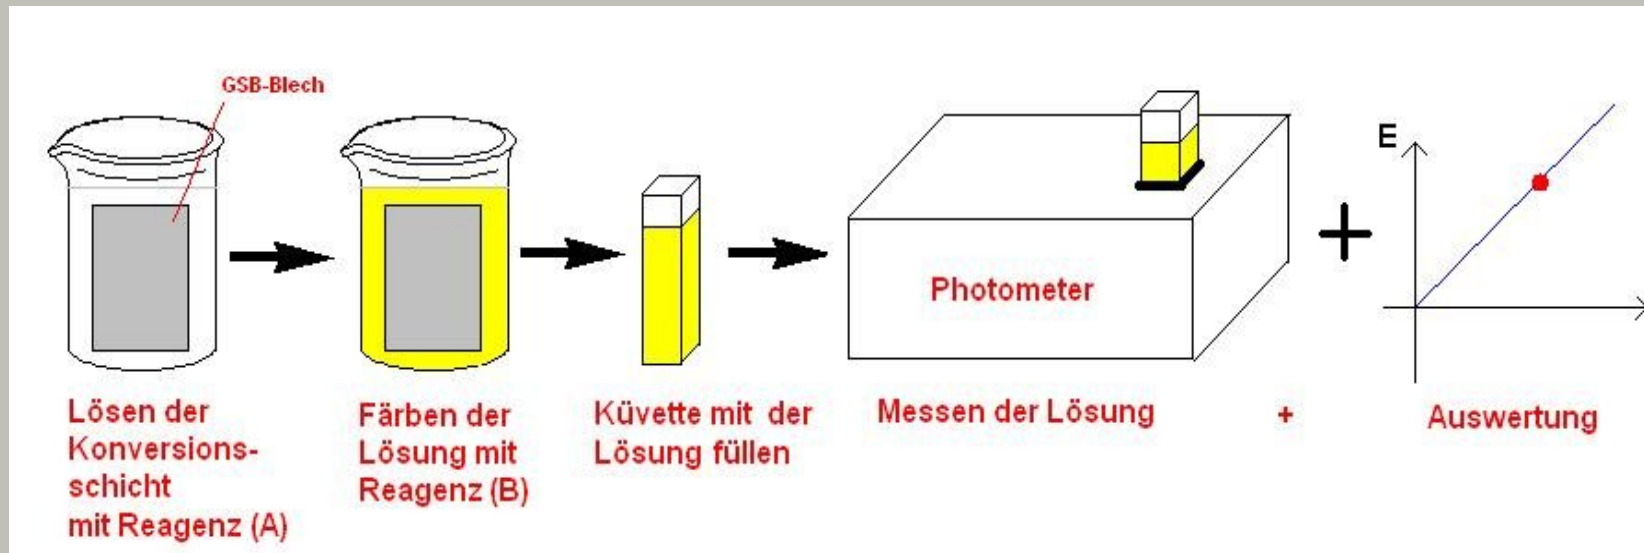 GSB-Blech
E
Photometer
Lösen der
Konversions-
schicht
mit Reagenz (A)
Färben der
Lösung mit
Reagenz (B)
Küvette mit der
Lösung füllen
Messen der Lösung + Auswertung